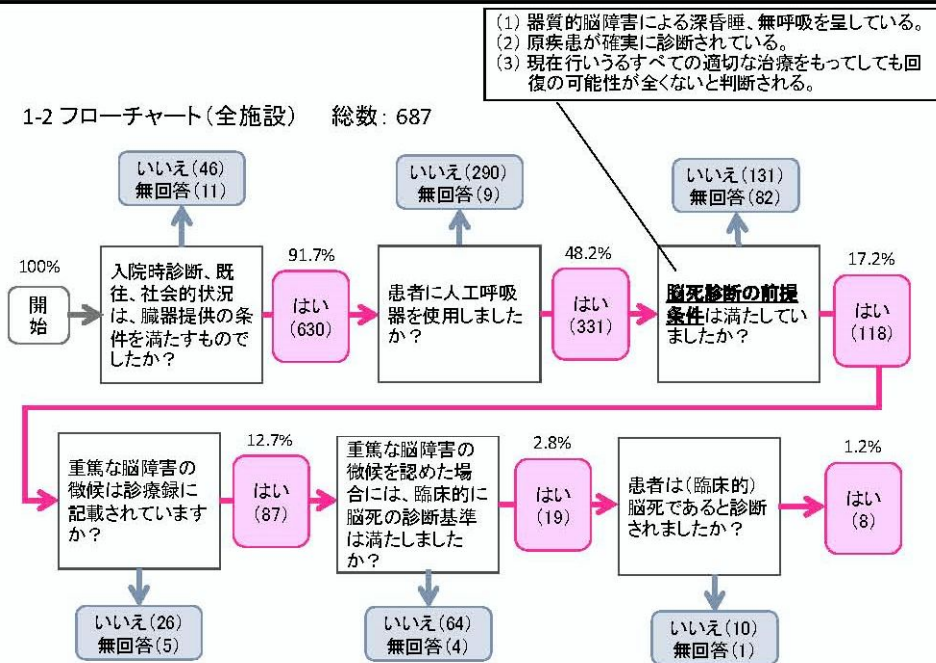 (1) 器質的脳障害による深昏睡、無呼吸を呈している。
(2) 原疾患が確実に診断されている。
(3) 現在行いうるすべての適切な治療をもってしても回
復の可能性が全くないと判断される。
1-2 フローチャート(全施設) 総数: 687
いいえ(46)
無回答(11)
いいえ(290)
無回答(9)
いいえ(131)
無回答(82)
100%
開
始
入院時診断、既
往、社会的状況
は、臓器提供の条
件を満たすもので
したか?
91.7%
はい
(630)
患者に人工呼吸
器を使用しました
か?
48.2%
はい
(331)
脳死診断の前提
条件は満たしてい
ましたか?
17.2%
はい
(118)
重篤な脳障害の
徴候は診療録に
記載されています
か?
12.7%
はい
(87)
重篤な脳障害の
徴候を認めた場
合には、臨床的に
脳死の診断基準
は満たしました
か?
2.8%
はい
(19)
患者は(臨床的)
脳死であると診断
されましたか?
1.2%
はい
(8)
いいえ(26)
無回答(5)
いいえ(64)
無回答(4)
いいえ(10)
無回答(1)